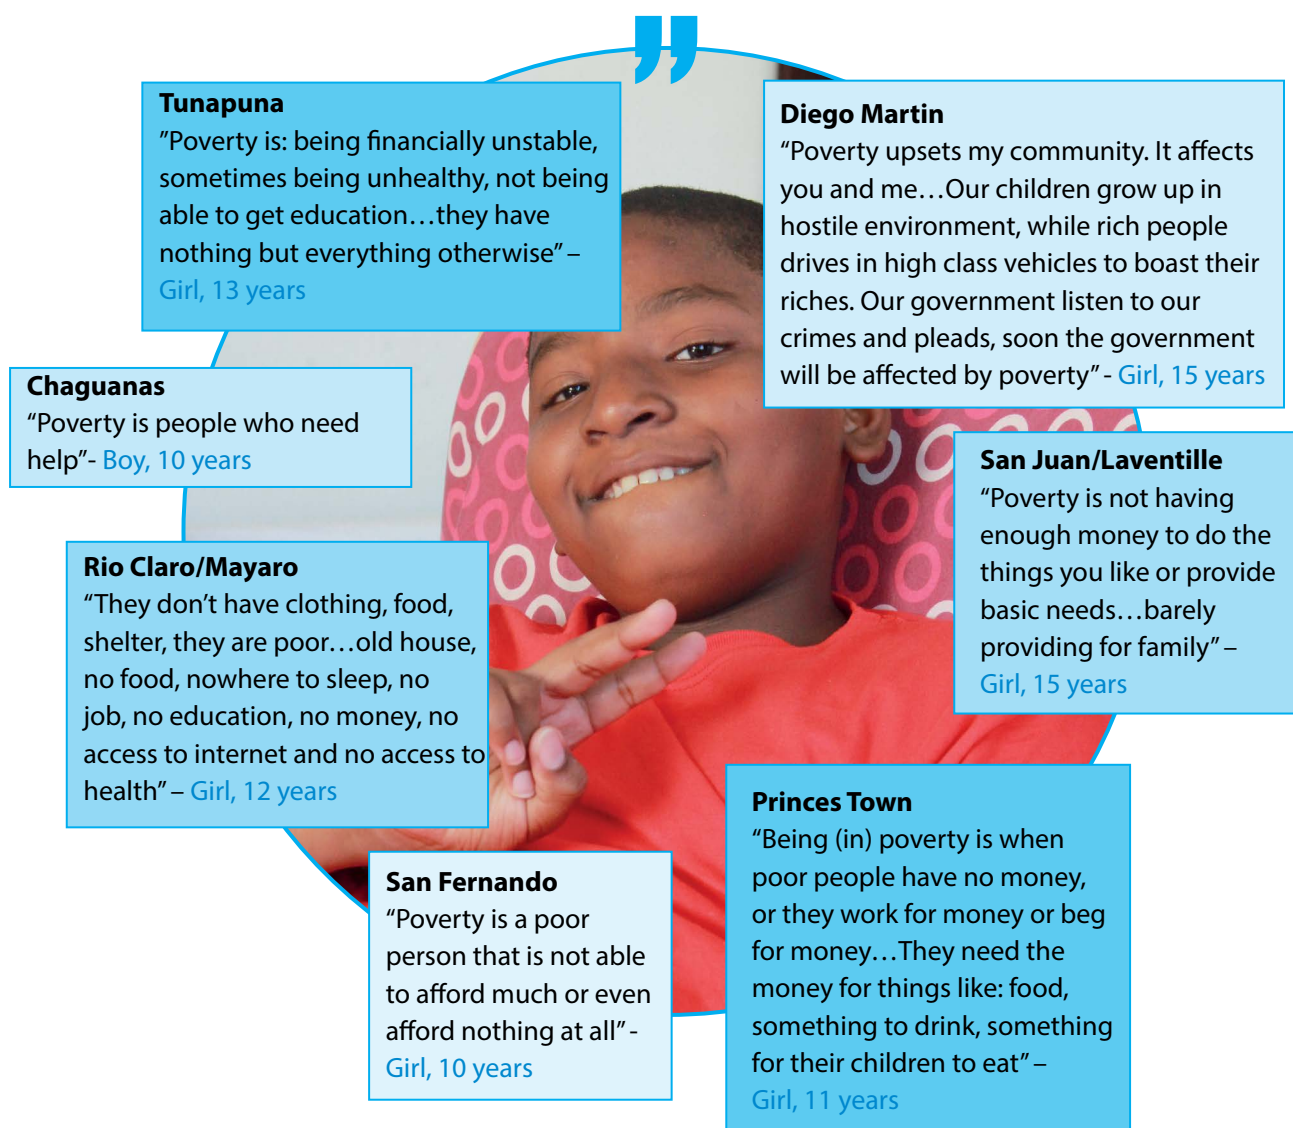 ”
Tunapuna
”Poverty is: being financially unstable,
sometimes being unhealthy, not being
able to get education…they have
nothing but everything otherwise” –
Girl, 13 years
Diego Martin
“Poverty upsets my community. It affects
you and me…Our children grow up in
hostile environment, while rich people
drives in high class vehicles to boast their
riches. Our government listen to our
crimes and pleads, soon the government
will be affected by poverty” - Girl, 15 years
Chaguanas
“Poverty is people who need
help”- Boy, 10 years
San Juan/Laventille
“Poverty is not having
enough money to do the
things you like or provide
basic needs…barely
providing for family” –
Girl, 15 years
Rio Claro/Mayaro
“They don’t have clothing, food,
shelter, they are poor…old house,
no food, nowhere to sleep, no
job, no education, no money, no
access to internet and no access to
health” – Girl, 12 years
San Fernando
“Poverty is a poor
person that is not able
to afford much or even
afford nothing at all” -
Girl, 10 years
Princes Town
“Being (in) poverty is when
poor people have no money,
or they work for money or beg
for money…They need the
money for things like: food,
something to drink, something
for their children to eat” –
Girl, 11 years